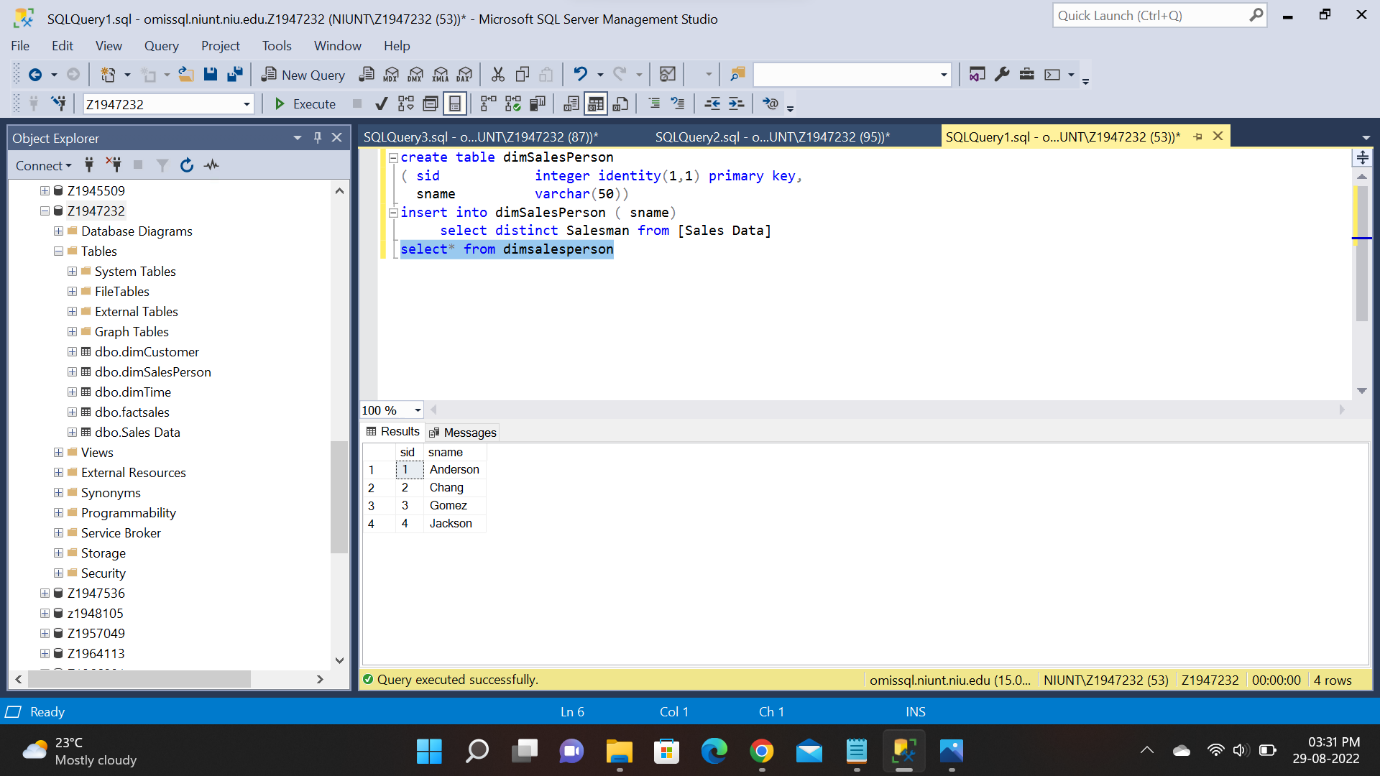 SQLQuery1.sql - omissql.niunt.niu.edu.Z1947232 (NIUNT\Z1947232 (53))* - Microsoft SQL Server Management Studio
Quick Launch (Ctrl+Q)
File Edit View Query Project Tools Window Help
New Query MDX DMX XMLA DAX
Z1947232 Execute
Object Explorer
Connect
Z1945509
Z1947232
Database Diagrams
Tables
System Tables
FileTables
External Tables
Graph Tables
dbo.dimCustomer
dbo.dimSalesPerson
dbo.dimTime
dbo.factsales
dbo.Sales Data
Views
External Resources
Synonyms
Programmability
Service Broker
Storage
Security
Z1947536
z1948105
Z1957049
Z1964113
SQLQuery3.sql - o...UNT\Z1947232 (87))* SQLQuery2.sql - o...UNT\Z1947232 (95))* SQLQuery1.sql - o...UNT\Z1947232 (53))*
create table dimSalesPerson
( sid integer identity(1,1) primary key,
sname varchar(50))
insert into dimSalesPerson ( sname)
select distinct Salesman from [Sales Data]
select* from dimsalesperson
100 %
Results Messages
sid sname
1 1 Anderson
2 2 Chang
3 3 Gomez
4 4 Jackson
Query executed successfully. omissql.niunt.niu.edu (15.0... NIUNT\Z1947232 (53) Z1947232 00:00:00 4 rows
Ready Ln 6 Col 1 Ch 1 INS
23°C
Mostly cloudy
03:31 PM
29-08-2022